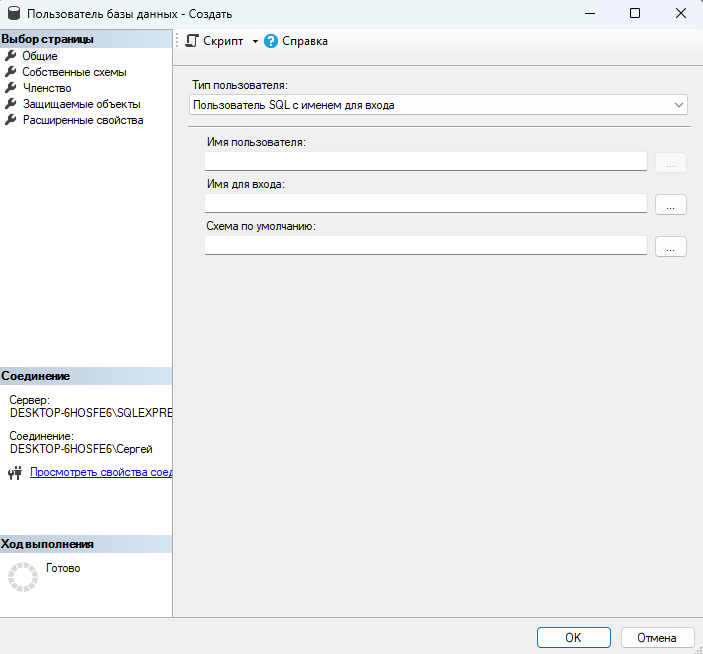 Пользователь базы данных - Создать
Выбор страницы
Общие
Собственные схемы
Членство
Защищаемые объекты
Расширенные свойства
Скрипт
Справка
Тип пользователя:
Пользователь SQL с именем для входа
Имя пользователя:
...
Имя для входа:
...
Схема по умолчанию:
...
Соединение
Сервер:
DESKTOP-6HOSFE6\SQLEXPRE
Соединение:
DESKTOP-6HOSFE6\Сергей
Просмотреть свойства соед
Ход выполнения
Готово
OK
Отмена